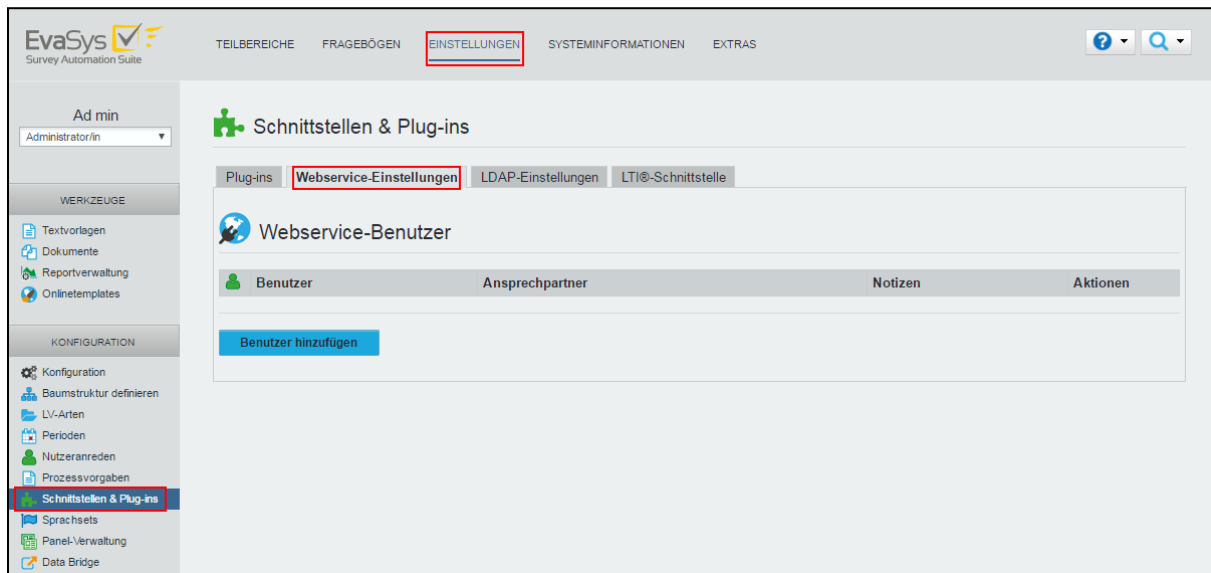 EvaSys
Survey Automation Suite
TEILBEREICHE FRAGEBÖGEN EINSTELLUNGEN SYSTEMINFORMATIONEN EXTRAS
Ad min
Administrator/in
WERKZEUGE
Textvorlagen
Dokumente
Reportverwaltung
Onlinetemplates
KONFIGURATION
Konfiguration
Baumstruktur definieren
LV-Arten
Perioden
Nutzeranreden
Prozessvorgaben
Schnittstellen & Plug-ins
Sprachsets
Panel-Verwaltung
Data Bridge
Schnittstellen & Plug-ins
Plug-ins Webservice-Einstellungen LDAP-Einstellungen LTI®-Schnittstelle
Webservice-Benutzer
Benutzer Ansprechpartner Notizen Aktionen
Benutzer hinzufügen